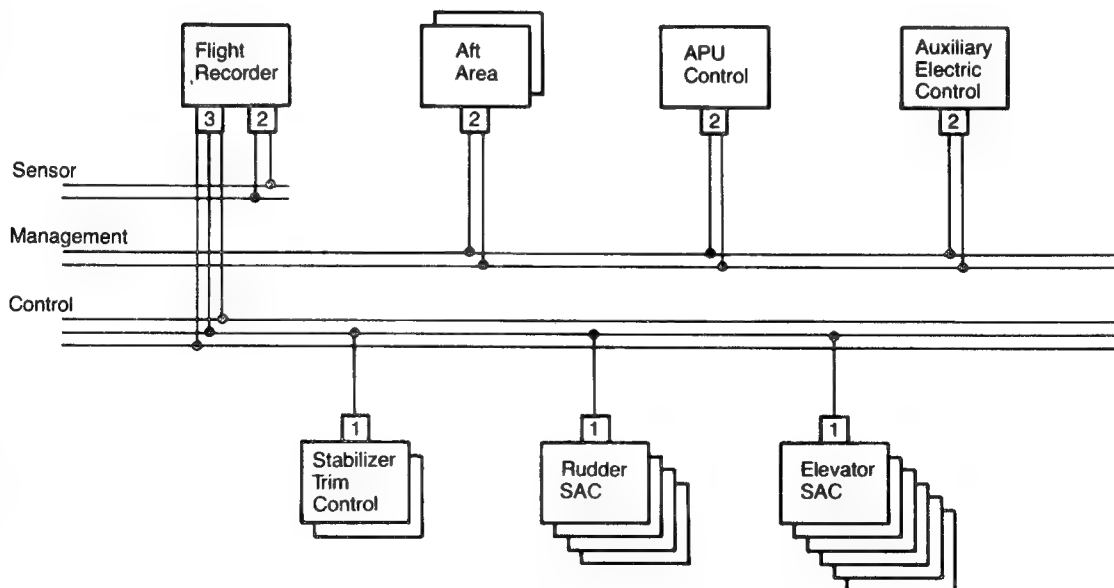 Flight
Recorder
Aft
Area
APU
Control
Auxiliary
Electric
Control
3
2
2
2
2
Sensor
Management
Control
1
1
1
Stabilizer
Trim
Control
Rudder
SAC
Elevator
SAC